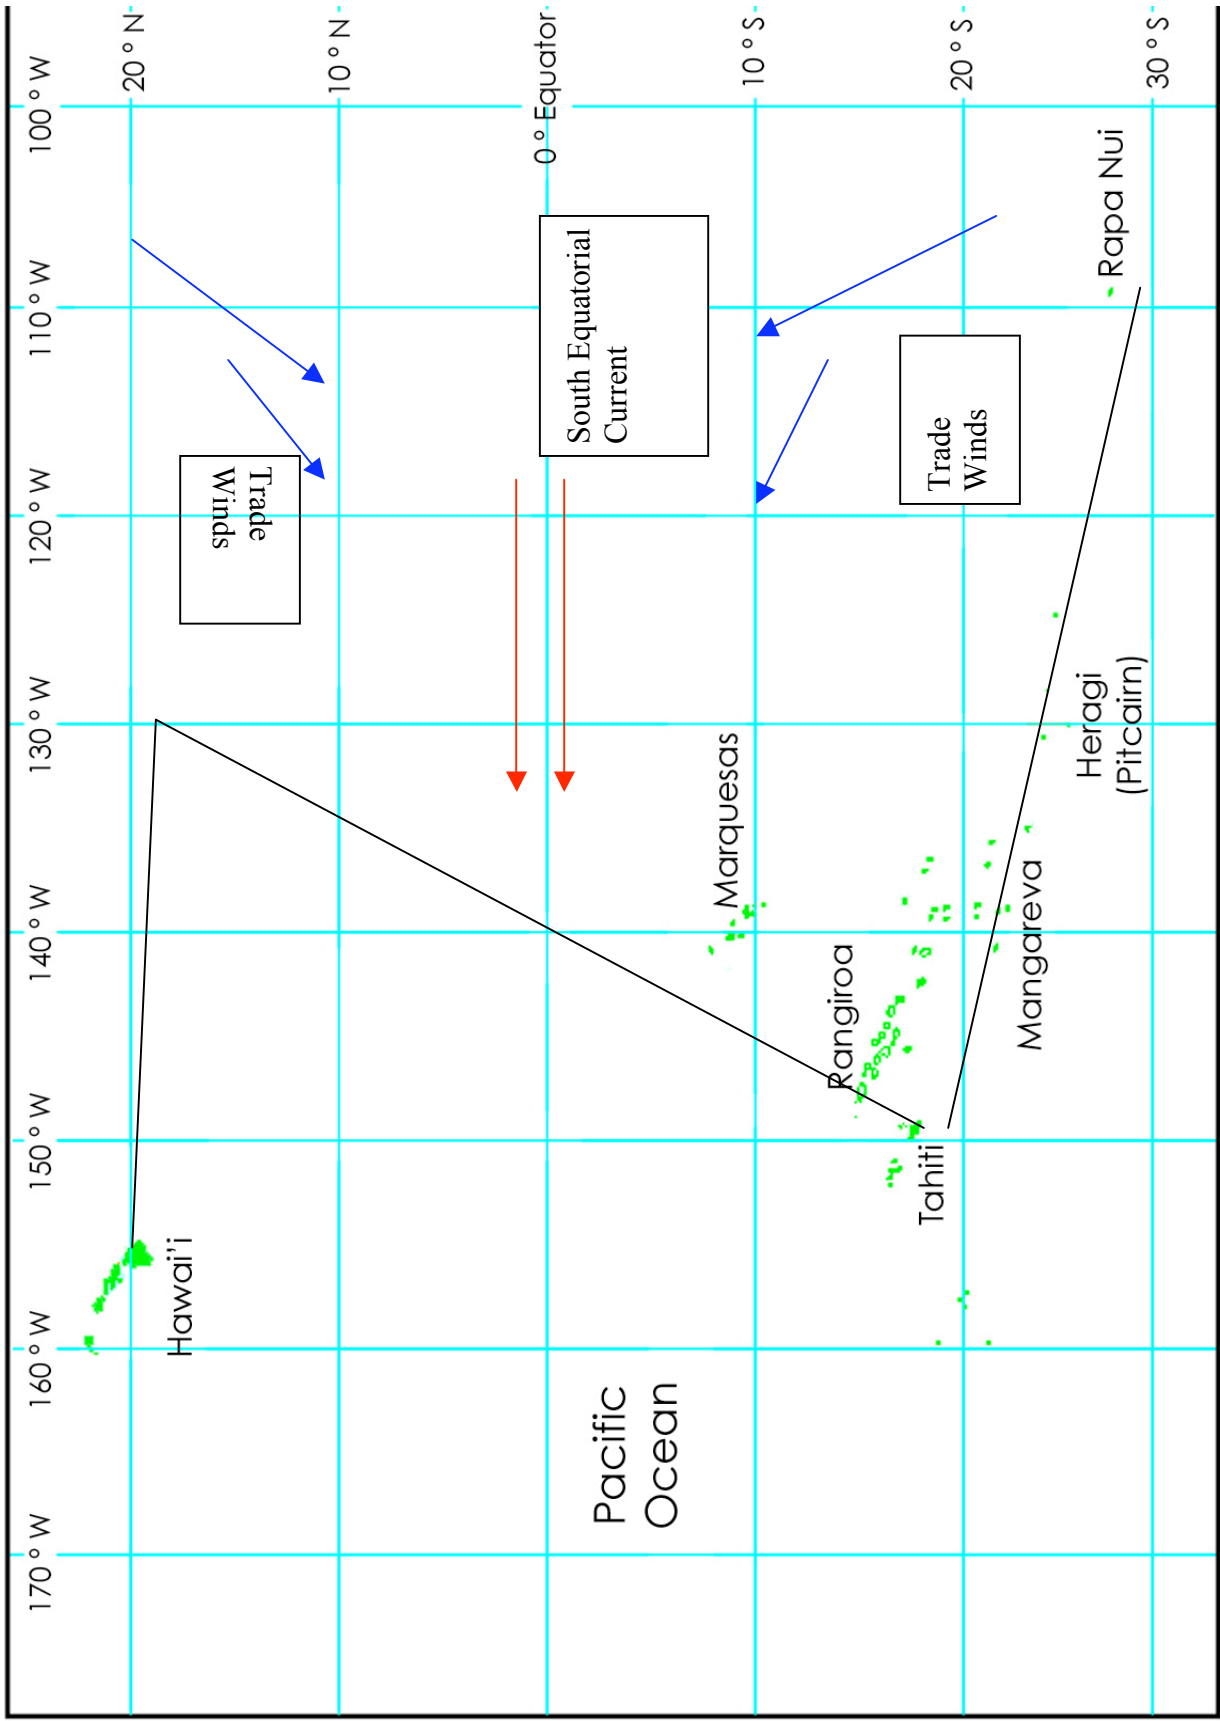 170° W
160° W
150° W
140° W
130° W
120° W
110° W
100° W
20° N
10° N
0° Equator
10° S
20° S
30° S
Hawai'i
Trade
Winds
South Equatorial
Current
Pacific
Ocean
Marquesas
Rangiroa
Tahiti
Trade
Winds
Mangareva
Heragi
(Pitcairn)
Rapa Nui